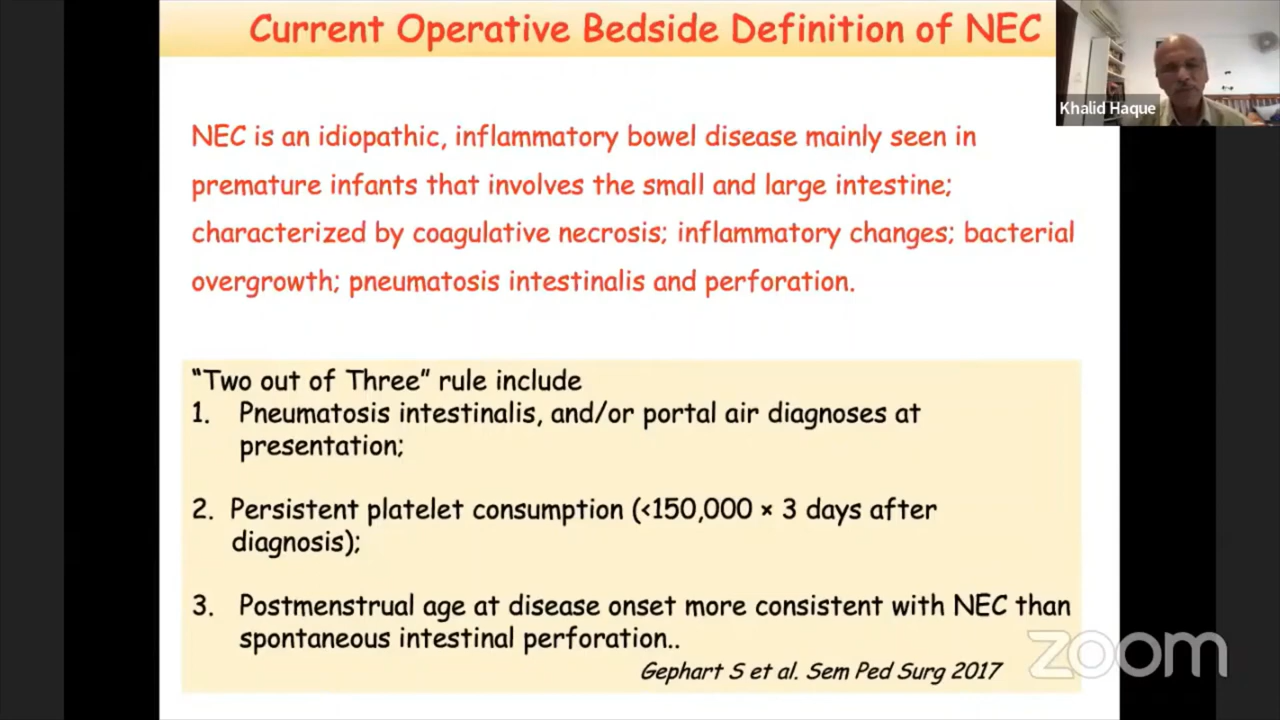 Current Operative Bedside Definition of NEC
Khalid Haque
NEC is an idiopathic, inflammatory bowel disease mainly seen in
premature infants that involves the small and large intestine;
characterized by coagulative necrosis; inflammatory changes; bacterial
overgrowth; pneumatosis intestinalis and perforation.
“Two out of Three” rule include
1. Pneumatosis intestinalis, and/or portal air diagnoses at
presentation;
2. Persistent platelet consumption (<150,000 × 3 days after
diagnosis);
3. Postmenstrual age at disease onset more consistent with NEC than
spontaneous intestinal perforation..
Gephart S et al. Sem Ped Surg 2017
zoom